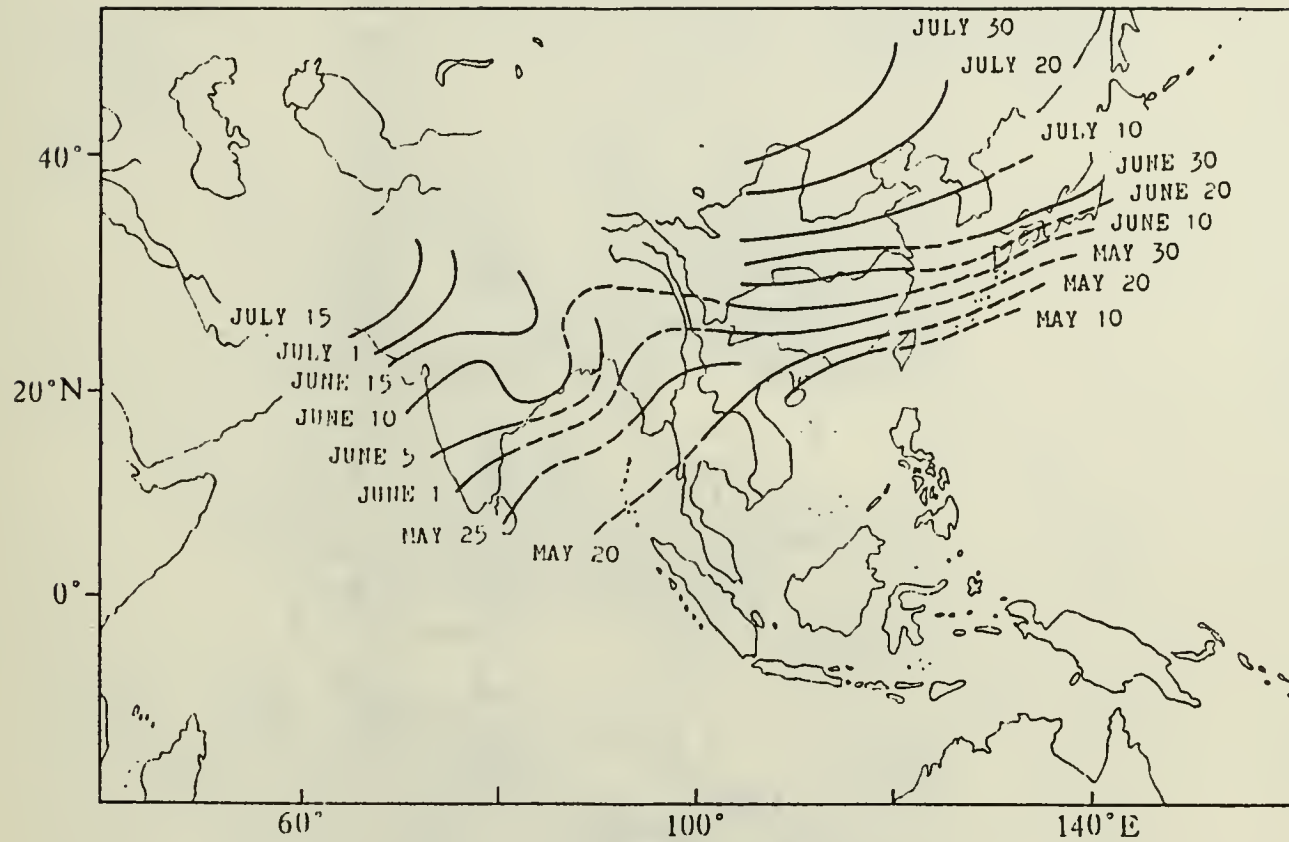 JULY 30
JULY 20
JULY 10
40°
JUNE 30
JUNE 20
JUNE 10
MAY 30
MAY 20
MAY 10
JULY 15
JULY 1
JUNE 15
20°N
JUNE 10
JUNE 5
JUNE 1
MAY 25
MAY 20
0°
60°
100°
140°E